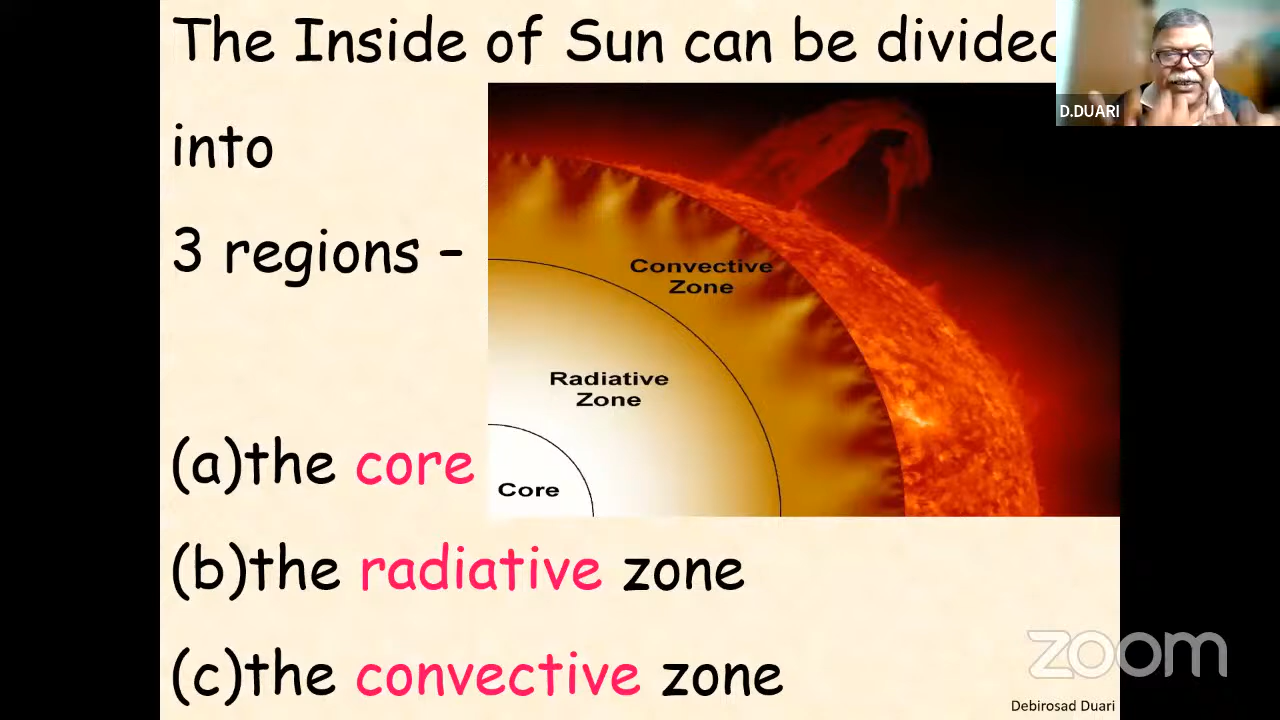 The Inside of Sun can be divided
into
3 regions –
Convective
Zone
Radiative
Zone
Core
(a)the core
(b)the radiative zone
(c)the convective zone
D.DUARI
zoom
Debirosad Duari